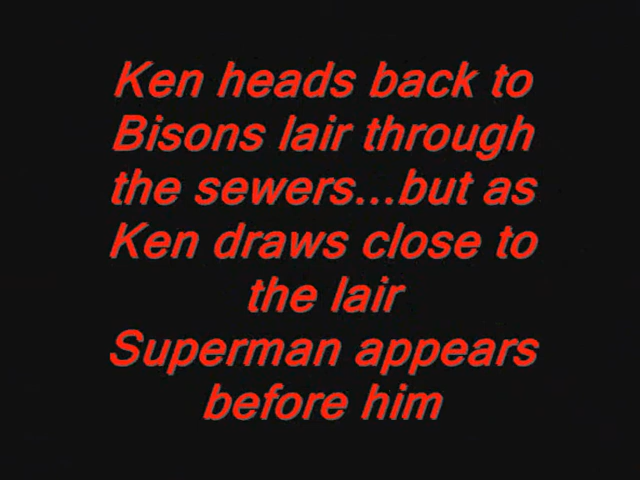 Ken heads back to
Bisons lair through
the sewers...but as
Ken draws close to
the lair
Superman appears
before him